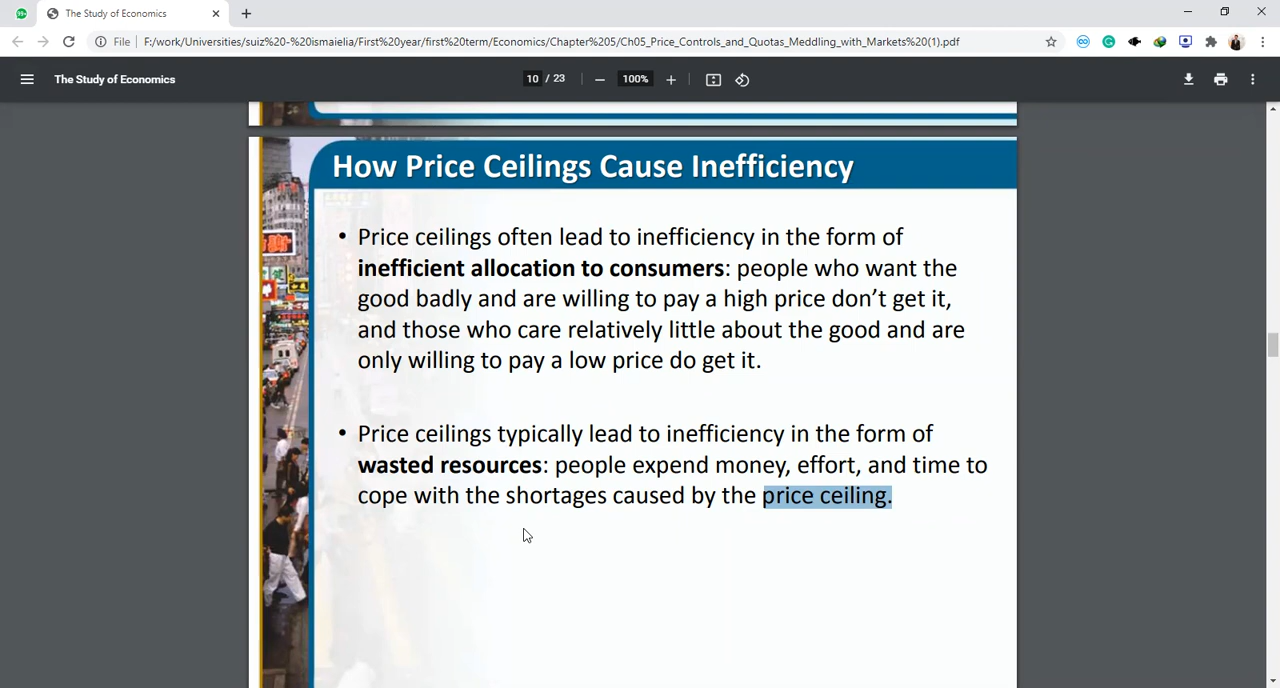 The Study of Economics
File F:/work/Universities/suiz%20-%20ismaielia/First%20year/first%20term/Economics/Chapter%205/Ch05_Price_Controls_and_Quotas_Meddling_with_Markets%20(1).pdf
The Study of Economics 10 / 23 100%
How Price Ceilings Cause Inefficiency
• Price ceilings often lead to inefficiency in the form of
inefficient allocation to consumers: people who want the
good badly and are willing to pay a high price don’t get it,
and those who care relatively little about the good and are
only willing to pay a low price do get it.
• Price ceilings typically lead to inefficiency in the form of
wasted resources: people expend money, effort, and time to
cope with the shortages caused by the price ceiling.